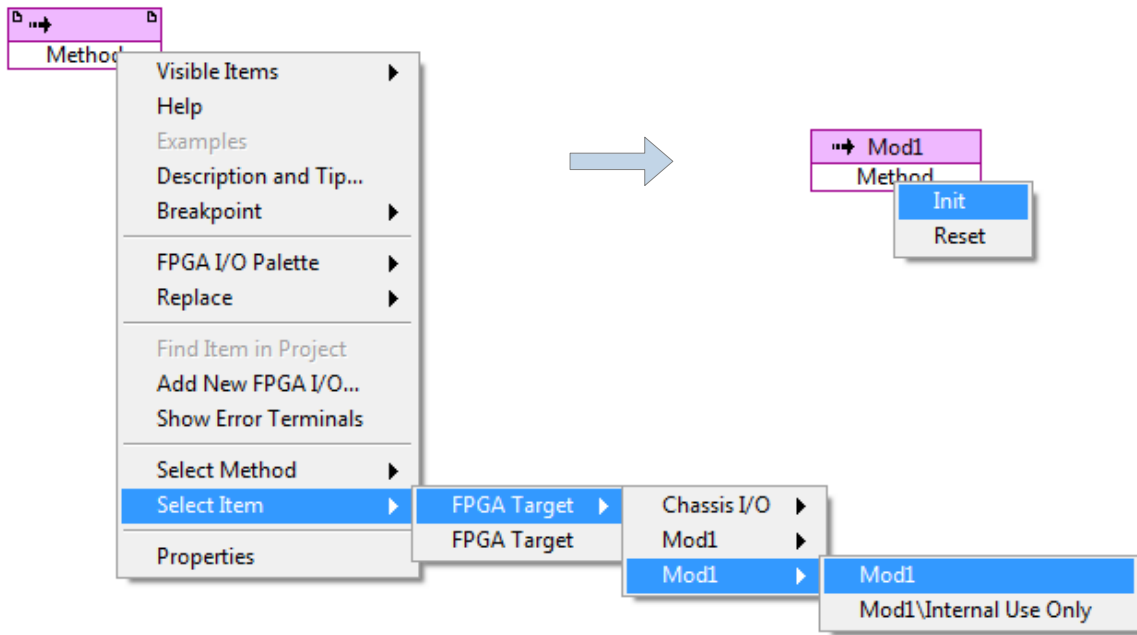 Method
Visible Items
Help
Examples
Description and Tip...
Breakpoint
FPGA I/O Palette
Replace
Find Item in Project
Add New FPGA I/O...
Show Error Terminals
Select Method
Select Item
Properties
FPGA Target
FPGA Target
Chassis I/O
Mod1
Mod1
Mod1
Mod1\Internal Use Only
Mod1
Method
Init
Reset